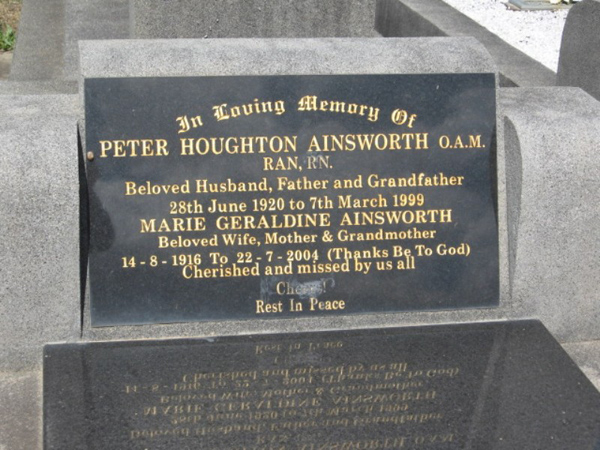 In Loving Memory Of
PETER HOUGHTON AINSWORTH O.A.M.
RAN, RN.
Beloved Husband, Father and Grandfather
28th June 1920 to 7th March 1999
MARIE GERALDINE AINSWORTH
Beloved Wife, Mother & Grandmother
14-8-1916 To 22-7-2004 (Thanks Be To God)
Cherished and missed by us all
Cheers!
Rest In Peace